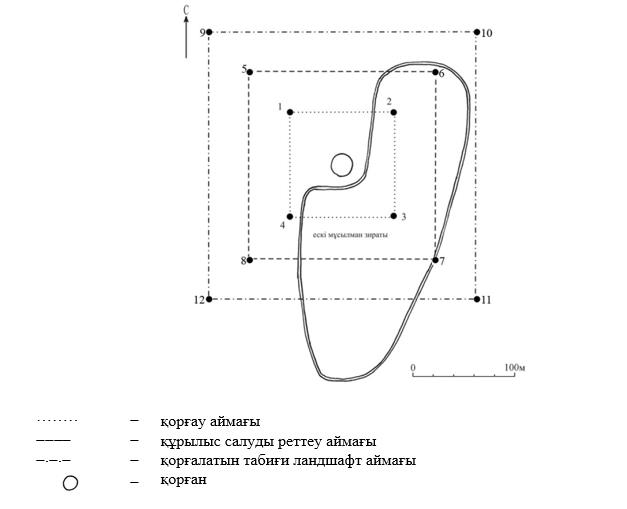 С
9 10
5 6
1 2
4 3
ескі мұсылман зираты
8 7
12 11
0 100м
........ – қорғау аймағы
–––– – құрылыс салуды реттеу аймағы
–·–·– – қорғалатын табиғи ландшафт аймағы
– қорған